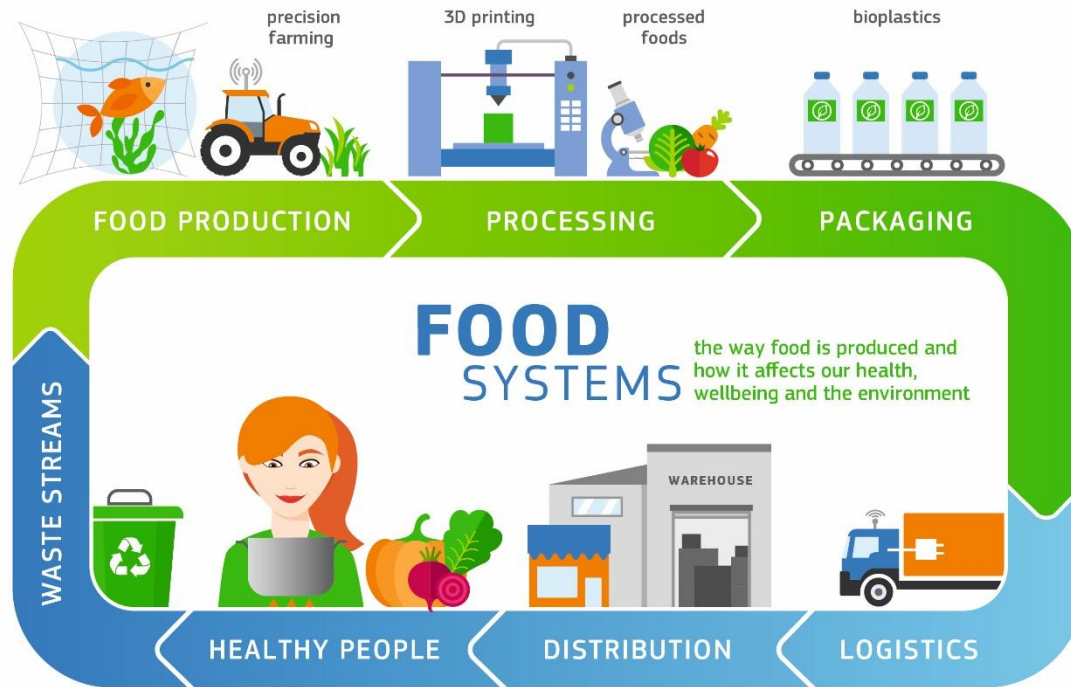 precision
farming
3D printing
processed
foods
bioplastics
FOOD PRODUCTION
PROCESSING
PACKAGING
FOOD
SYSTEMS
the way food is produced and
how it affects our health,
wellbeing and the environment
WAREHOUSE
WASTE STREAMS
HEALTHY PEOPLE
DISTRIBUTION
LOGISTICS